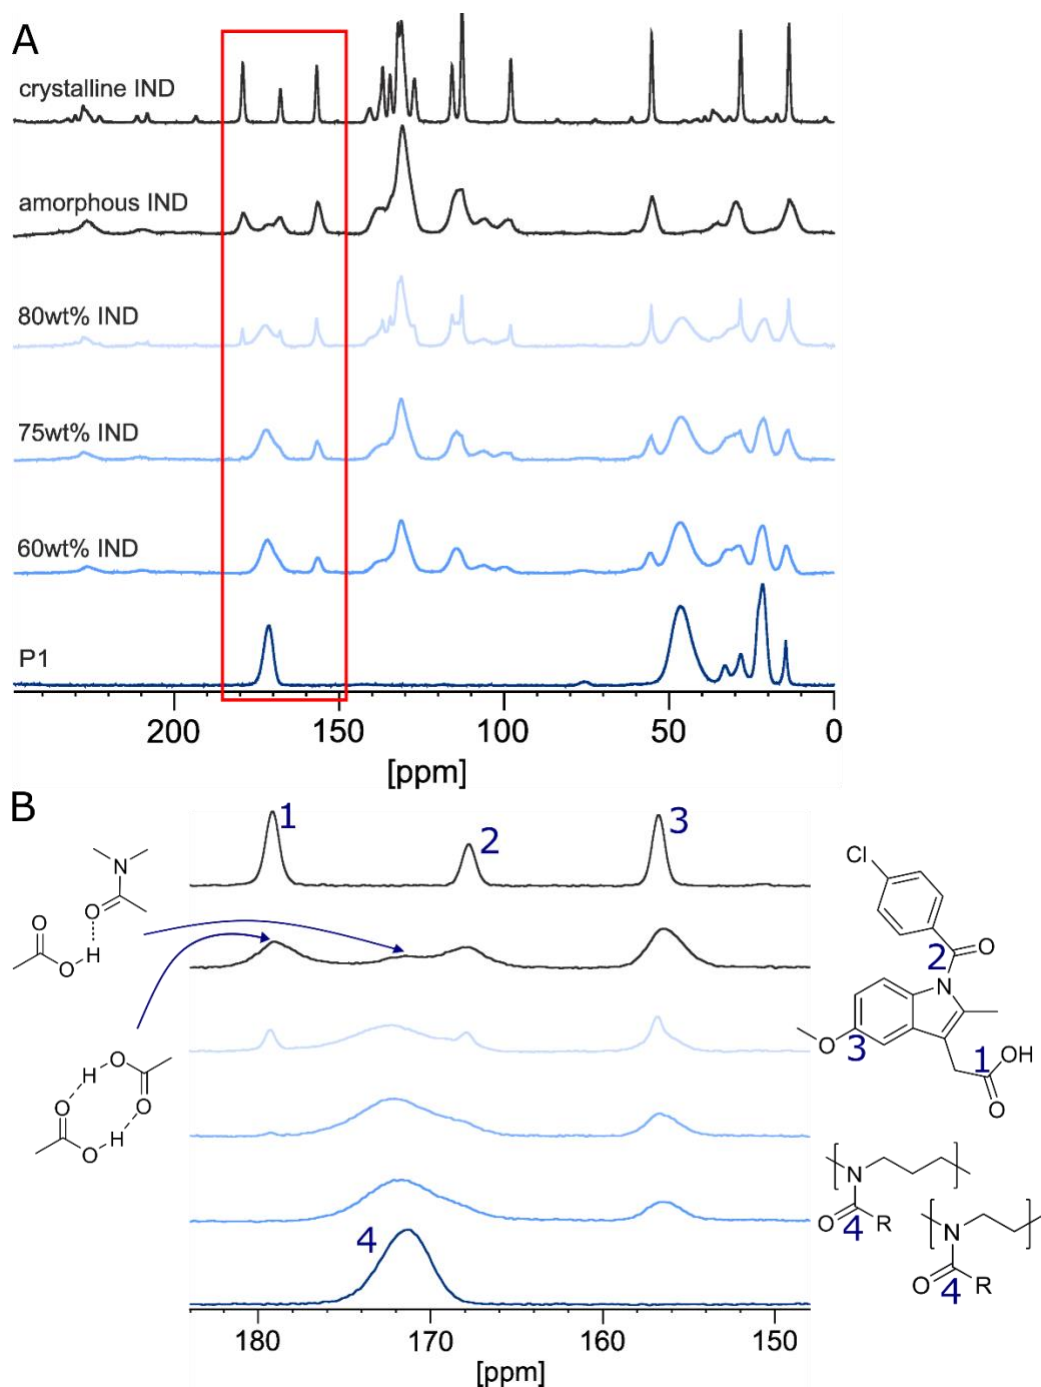 A
crystalline IND
amorphous IND
80wt% IND
75wt% IND
60wt% IND
P1
200 150 100 50 0
[ppm]
B
1 2 3
4
180 170 160 150
[ppm]
N
O
O
H
O
H O
O O
H
O
Cl
2
O
N
O
3
1
OH
O
N
O
4
R
N
O
4
R